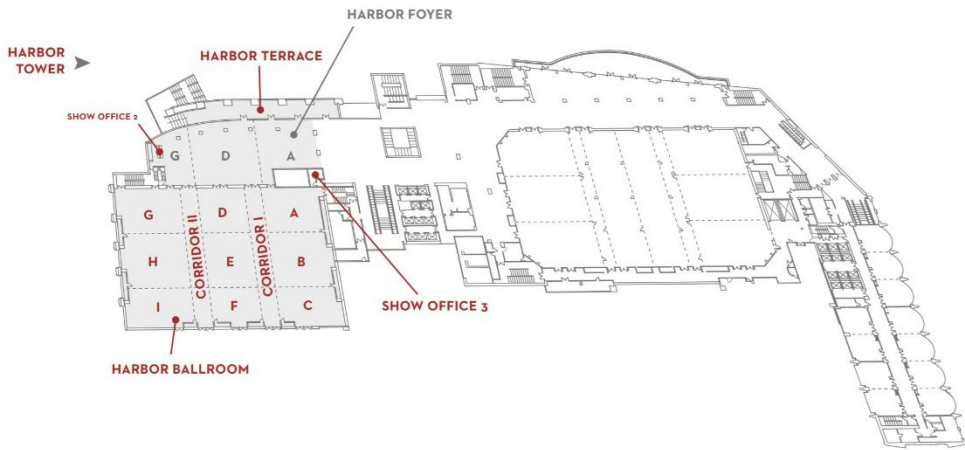 HARBOR FOYER
HARBOR
TOWER
HARBOR TERRACE
SHOW OFFICE 2
G D A
G D A
CORRIDOR II
CORRIDOR I
H E B
I F C
SHOW OFFICE 3
HARBOR BALLROOM